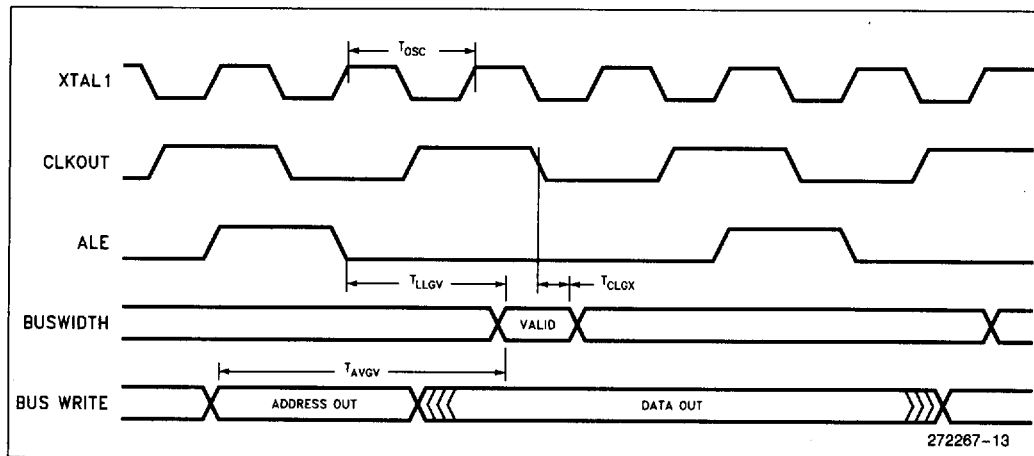 T_OSC
XTAL1
CLKOUT
ALE
T_LLGV
T_CLGX
BUSWIDTH
VALID
T_AVGV
BUS WRITE
ADDRESS OUT
DATA OUT
272267-13